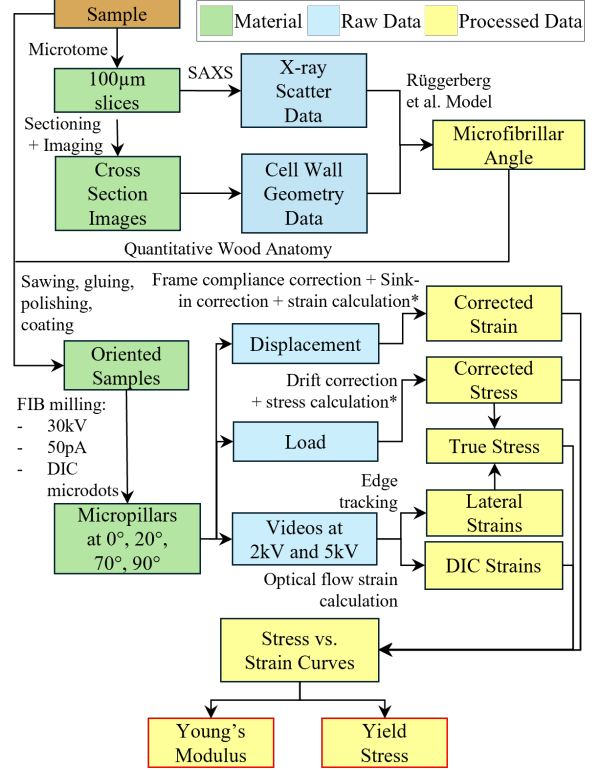 Sample
Material
Raw Data
Processed Data
Microtome
100µm
slices
SAXS
X-ray
Scatter
Data
Rüggerberg
et al. Model
Sectioning
+ Imaging
Microfibrillar
Angle
Cross
Section
Images
Cell Wall
Geometry
Data
Quantitative Wood Anatomy
Sawing, gluing,
polishing,
coating
Frame compliance correction + Sink-
in correction + strain calculation*
Corrected
Strain
Displacement
Oriented
Samples
Drift correction
+ stress calculation*
Corrected
Stress
FIB milling:
- 30kV
- 50pA
- DIC
microdots
Load
True Stress
Edge
tracking
Lateral
Strains
Micropillars
at 0°, 20°,
70°, 90°
Videos at
2kV and 5kV
DIC Strains
Optical flow strain
calculation
Stress vs.
Strain Curves
Young's
Modulus
Yield
Stress